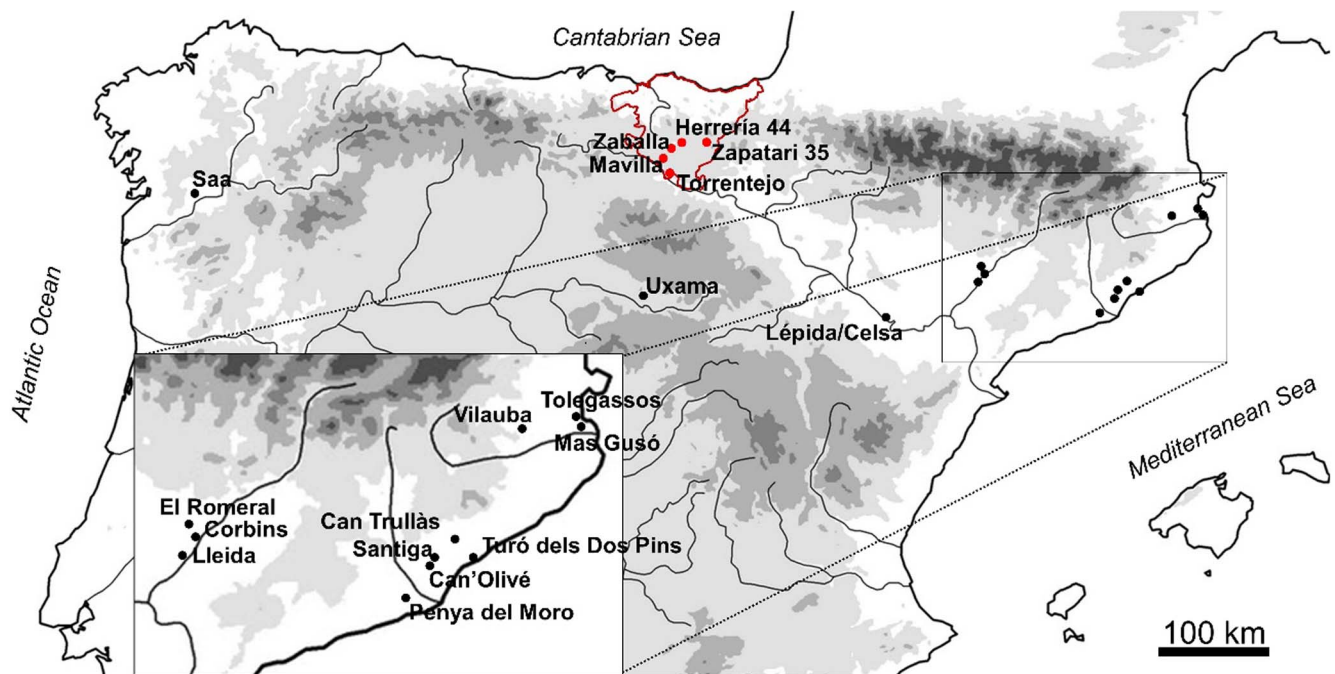 Cantabrian Sea
Herrería 44
Zaballa
Zapatari 35
Mavilla
Torrentejo
Saa
Uxama
Lépida/Celsa
Atlantic Ocean
Mediterranean Sea
Tolegassos
Vilauba
Mas Gusó
El Romeral
Corbins
Lleida
Can Trullàs
Santiga
Turó dels Dos Pins
Can'Olivé
Penya del Moro
100 km